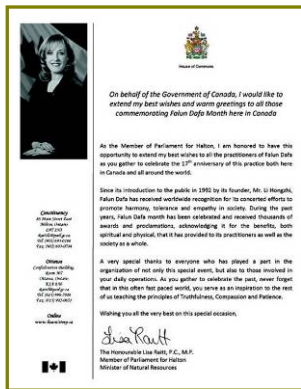 House of Commons
On behalf of the Government of Canada, I would like to
extend my best wishes and warm greetings to all those
commemorating Falun Dafa Month here in Canada
As the Member of Parliament for Halton, I am honored to have this
opportunity to extend my best wishes to all the practitioners of Falun Dafa
as you gather to celebrate the 17th anniversary of this practice both here
in Canada and all around the world.
Since its introduction to the public in 1992 by its founder, Mr. Li Hongzhi,
Falun Dafa has received worldwide recognition for its concerted efforts to
promote harmony, tolerance and empathy in society. During the past
years, Falun Dafa month has been celebrated and received thousands of
awards and proclamations, acknowledging it for the benefits, both
spiritual and physical, that it has provided to its practitioners as well as the
society as a whole.
A very special thanks to everyone who has played a part in the
organization of not only this special event, but also to those involved in
your daily operations. As you gather to celebrate the past, never forget
that in this often fast paced world, you serve as an inspiration to the rest
of us teaching the principles of Truthfulness, Compassion and Patience.
Wishing you all the very best on this special occasion,
Lisa Raitt
The Honourable Lisa Raitt, P.C., M.P.
Member of Parliament for Halton
Minister of Natural Resources
Constituency
Ottawa
Confederation Building
Online